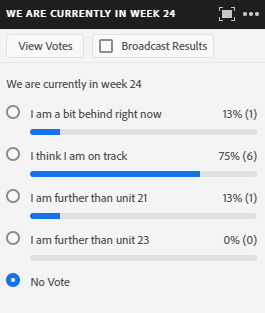 WE ARE CURRENTLY IN WEEK 24
View Votes Broadcast Results
We are currently in week 24
I am a bit behind right now 13% (1)
I think I am on track 75% (6)
I am further than unit 21 13% (1)
I am further than unit 23 0% (0)
No Vote